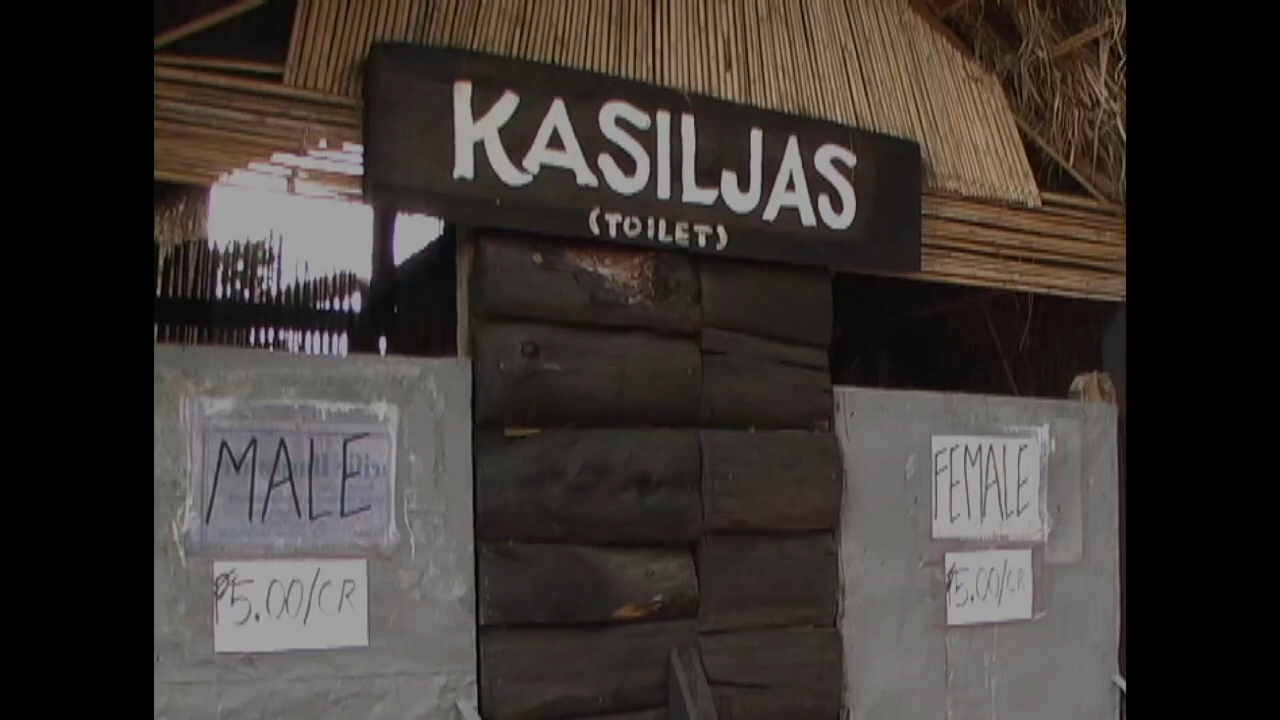 KASILJAS
(TOILET)
MALE
₱5.00/CR
FEMALE
₱5.00/CR